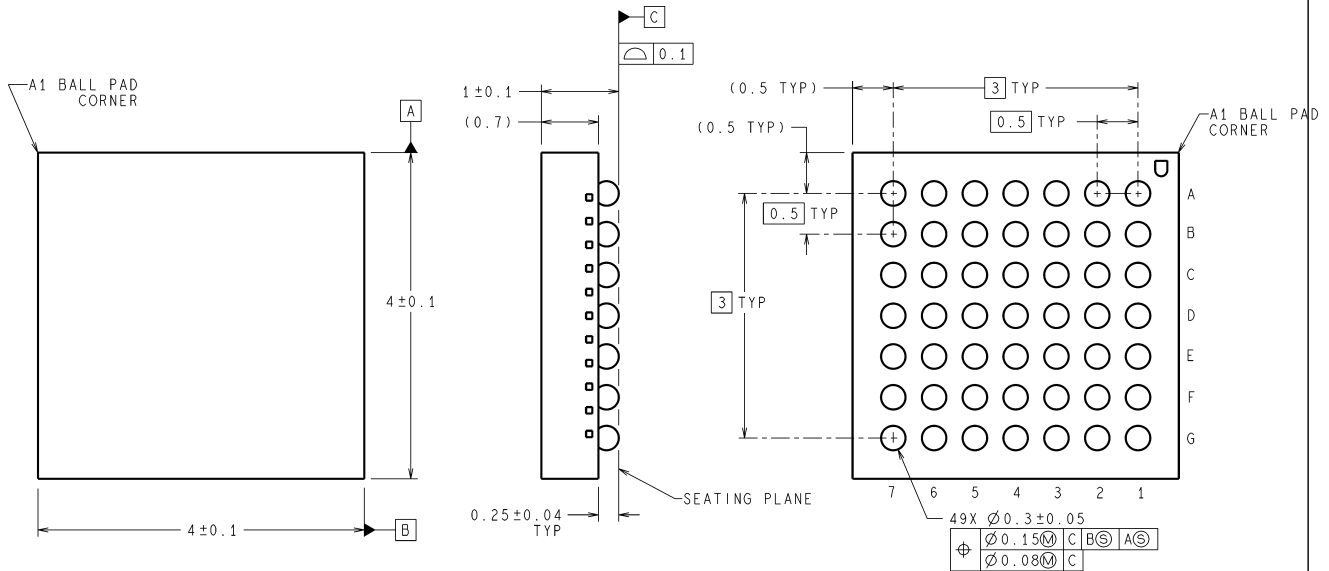 A1 BALL PAD
CORNER
A
4±0.1
4±0.1
B
C
⌓ 0.1
1±0.1
(0.7)
0.25±0.04
TYP
SEATING PLANE
(0.5 TYP)
3 TYP
0.5 TYP
A1 BALL PAD
CORNER
(0.5 TYP)
0.5 TYP
3 TYP
A
B
C
D
E
F
G
7 6 5 4 3 2 1
49X Ø0.3±0.05
⌖ Ø0.15Ⓜ C BⓈ AⓈ
Ø0.08Ⓜ C